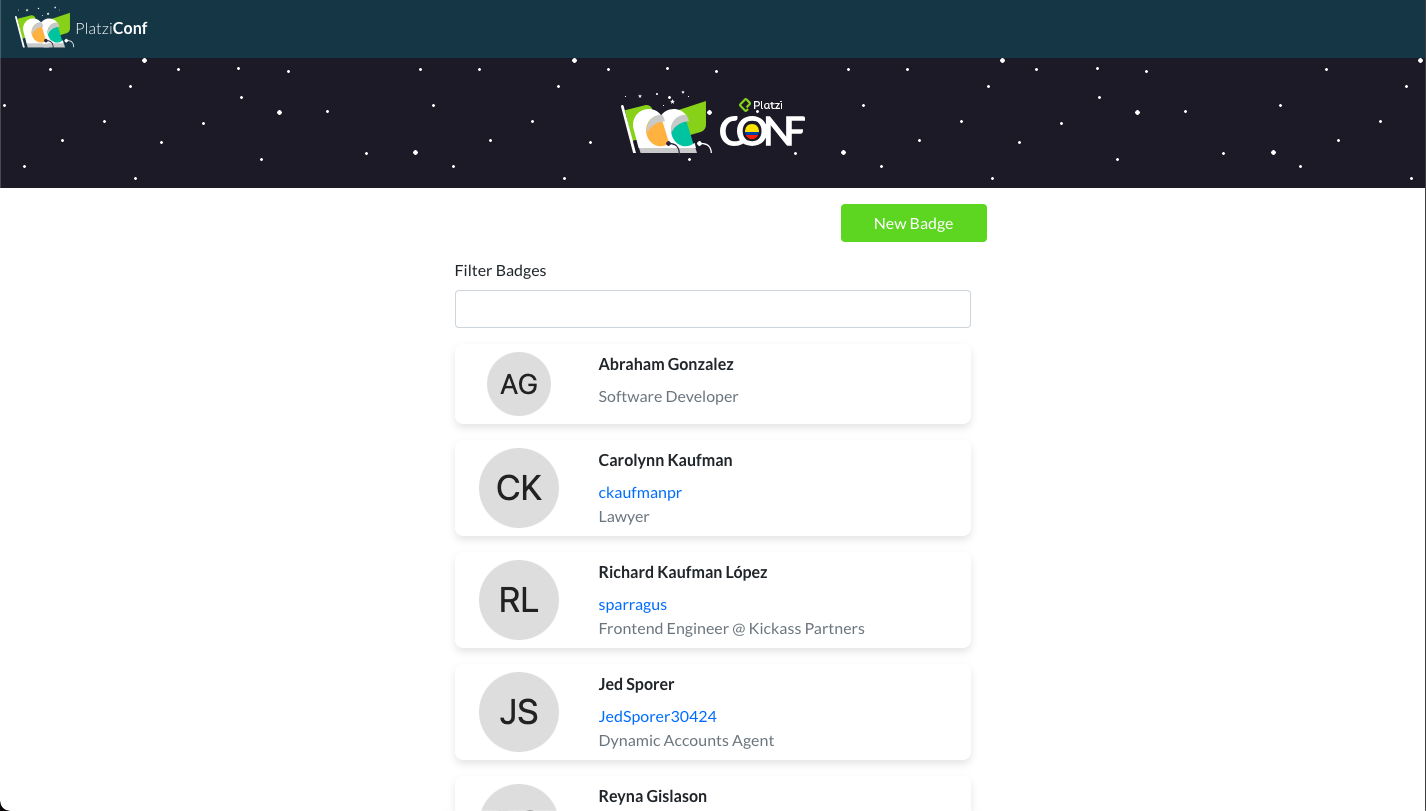 PlatziConf
Platzi
CONF
New Badge
Filter Badges
AG
Abraham Gonzalez
Software Developer
CK
Carolynn Kaufman
ckaufmanpr
Lawyer
RL
Richard Kaufman López
sparragus
Frontend Engineer @ Kickass Partners
JS
Jed Sporer
JedSporer30424
Dynamic Accounts Agent
Reyna Gislason